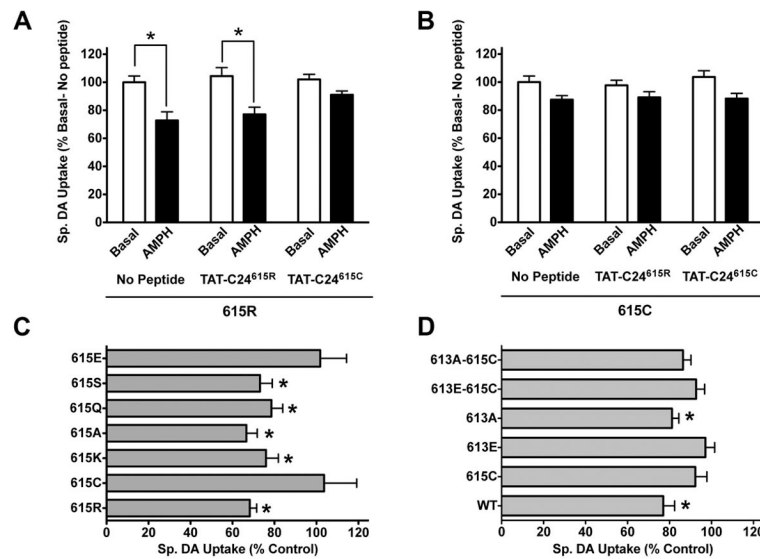 A
Sp. DA Uptake (% Basal- No peptide)
120
100
80
60
40
20
0
*
*
Basal
AMPH
Basal
AMPH
Basal
AMPH
No Peptide
TAT-C24615R
TAT-C24615C
615R
B
Sp. DA Uptake (% Basal- No peptide)
120
100
80
60
40
20
0
Basal
AMPH
Basal
AMPH
Basal
AMPH
No Peptide
TAT-C24615R
TAT-C24615C
615C
C
615E
615S *
615Q *
615A *
615K *
615C
615R *
0 20 40 60 80 100 120
Sp. DA Uptake (% Control)
D
613A-615C
613E-615C
613A *
613E
615C
WT *
0 20 40 60 80 100 120
Sp. DA Uptake (% Control)